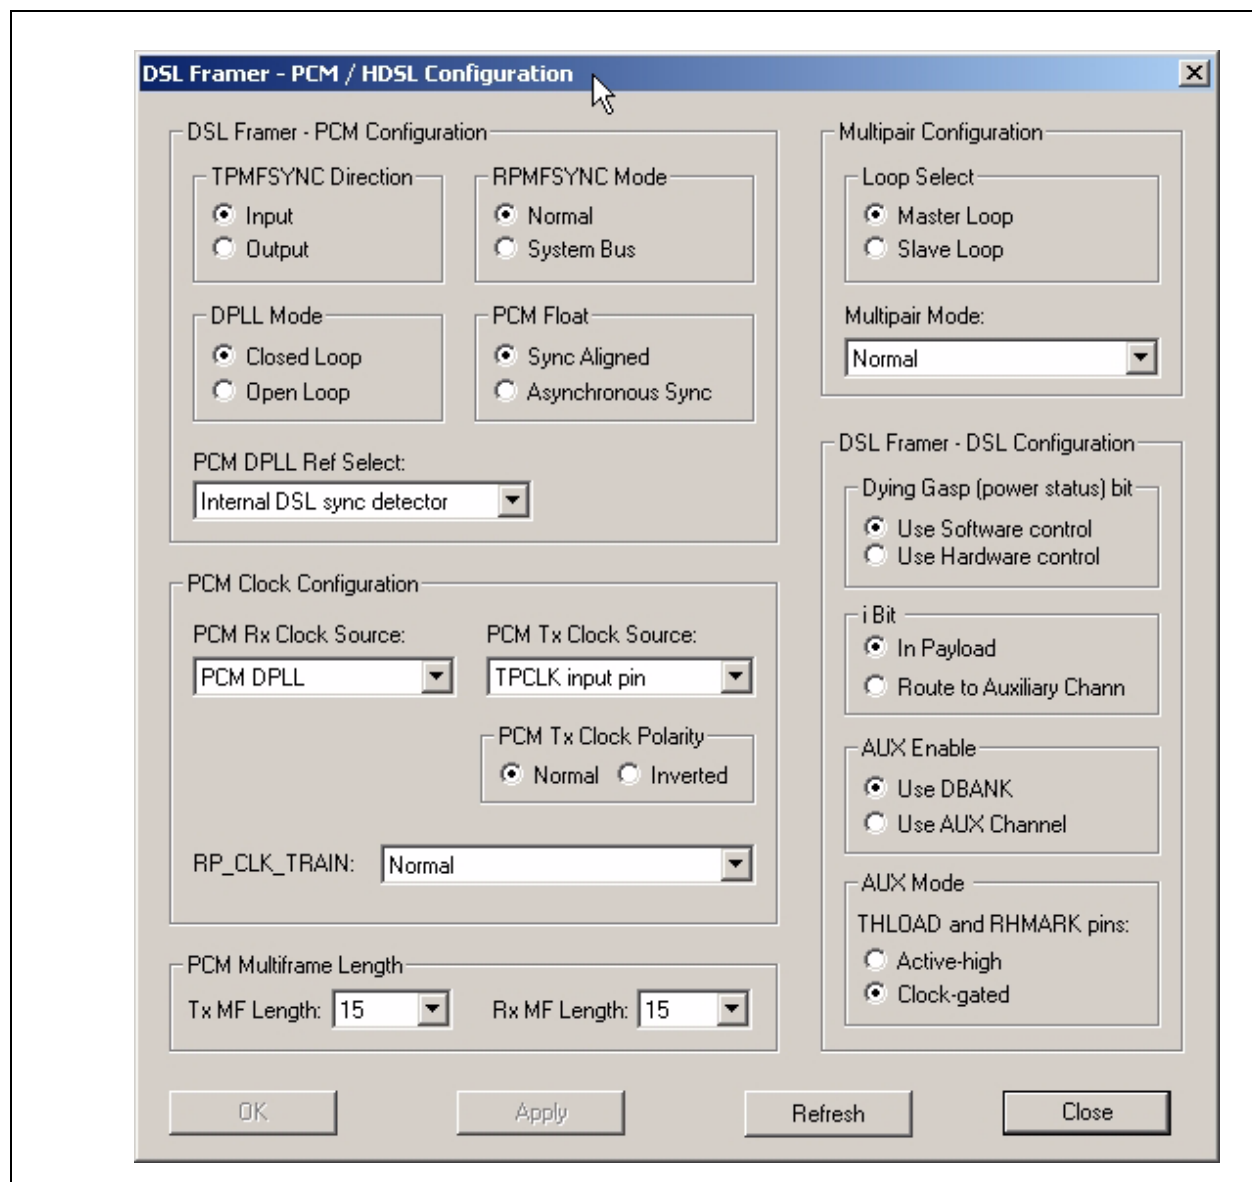 DSL Framer - PCM / HDSL Configuration
DSL Framer - PCM Configuration
TPMFSYNC Direction
Input
Output
RPMFSYNC Mode
Normal
System Bus
DPLL Mode
Closed Loop
Open Loop
PCM Float
Sync Aligned
Asynchronous Sync
PCM DPLL Ref Select:
Internal DSL sync detector
PCM Clock Configuration
PCM Rx Clock Source:
PCM DPLL
PCM Tx Clock Source:
TPCLK input pin
PCM Tx Clock Polarity
Normal Inverted
RP_CLK_TRAIN: Normal
PCM Multiframe Length
Tx MF Length: 15 Rx MF Length: 15
Multipair Configuration
Loop Select
Master Loop
Slave Loop
Multipair Mode:
Normal
DSL Framer - DSL Configuration
Dying Gasp (power status) bit
Use Software control
Use Hardware control
i Bit
In Payload
Route to Auxiliary Chann
AUX Enable
Use DBANK
Use AUX Channel
AUX Mode
THLOAD and RHMARK pins:
Active-high
Clock-gated
OK Apply Refresh Close